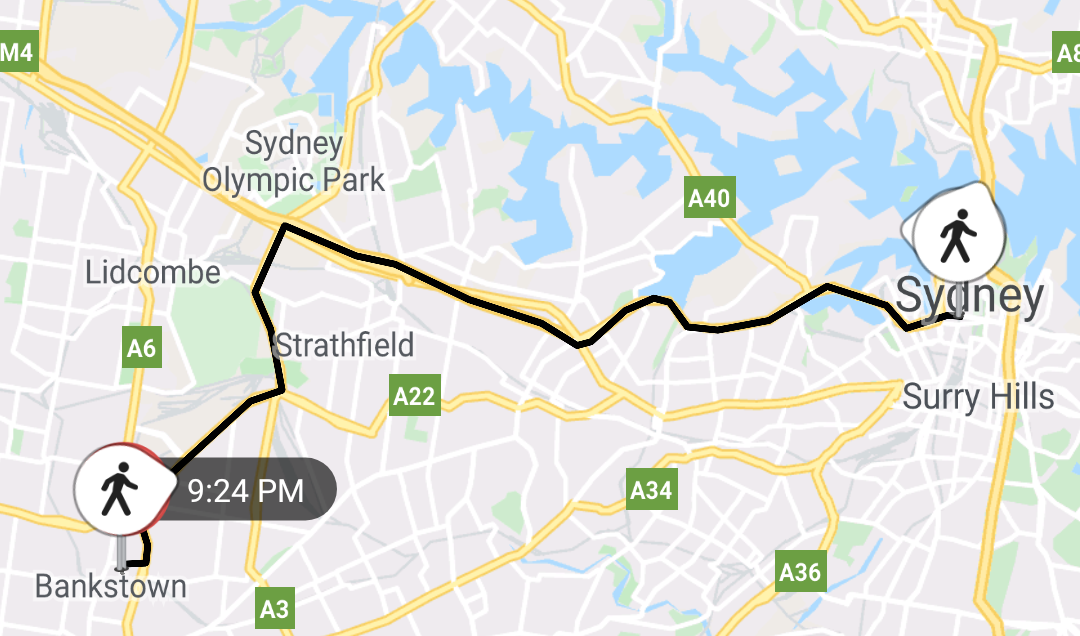 M4
A8
Sydney
Olympic Park
A40
Lidcombe
Sydney
A6
Strathfield
A22
Surry Hills
9:24 PM
A34
Bankstown
A3
A36